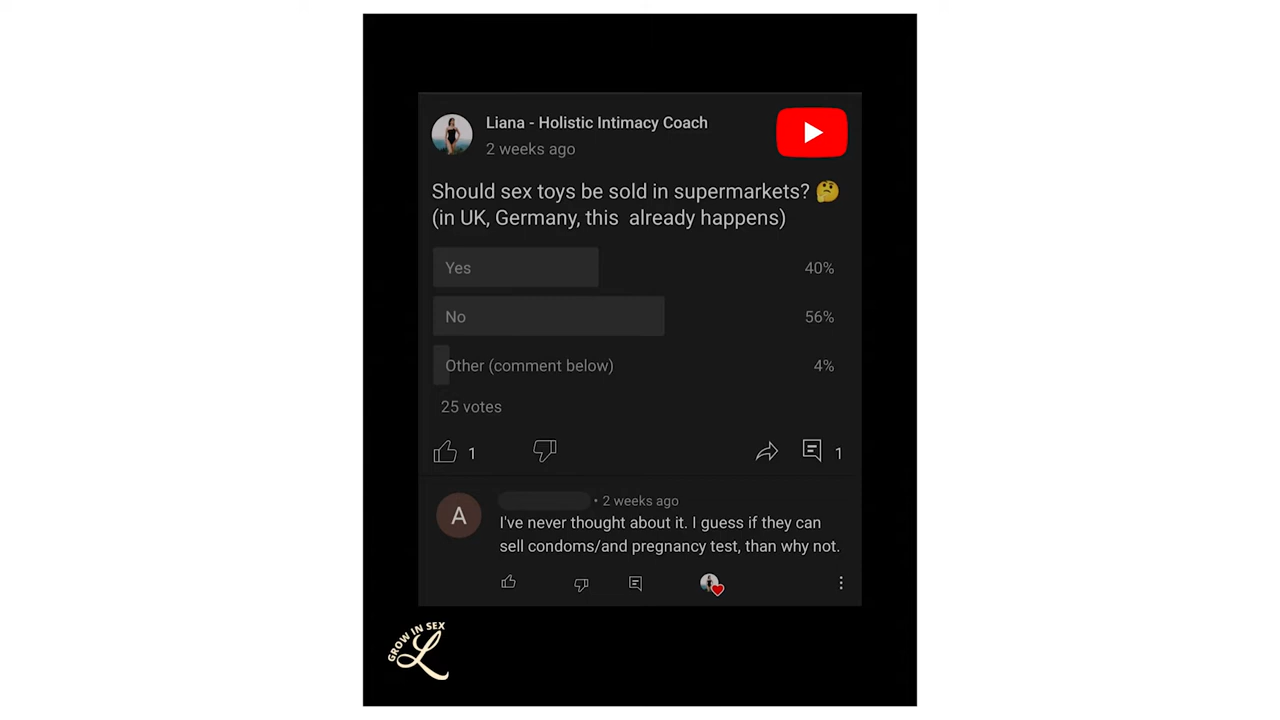 Liana - Holistic Intimacy Coach
2 weeks ago
Should sex toys be sold in supermarkets? 🤔
(in UK, Germany, this already happens)
Yes 40%
No 56%
Other (comment below) 4%
25 votes
1 1
A • 2 weeks ago
I've never thought about it. I guess if they can
sell condoms/and pregnancy test, than why not.
GROW IN SEX
L